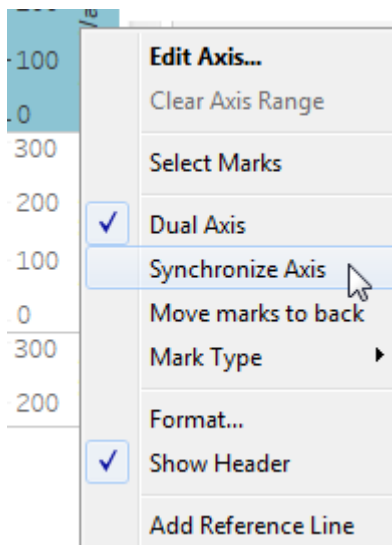 Edit Axis...
100
Clear Axis Range
0
300
Select Marks
200
Dual Axis
100
Synchronize Axis
0
Move marks to back
300
Mark Type
200
Format...
Show Header
Add Reference Line